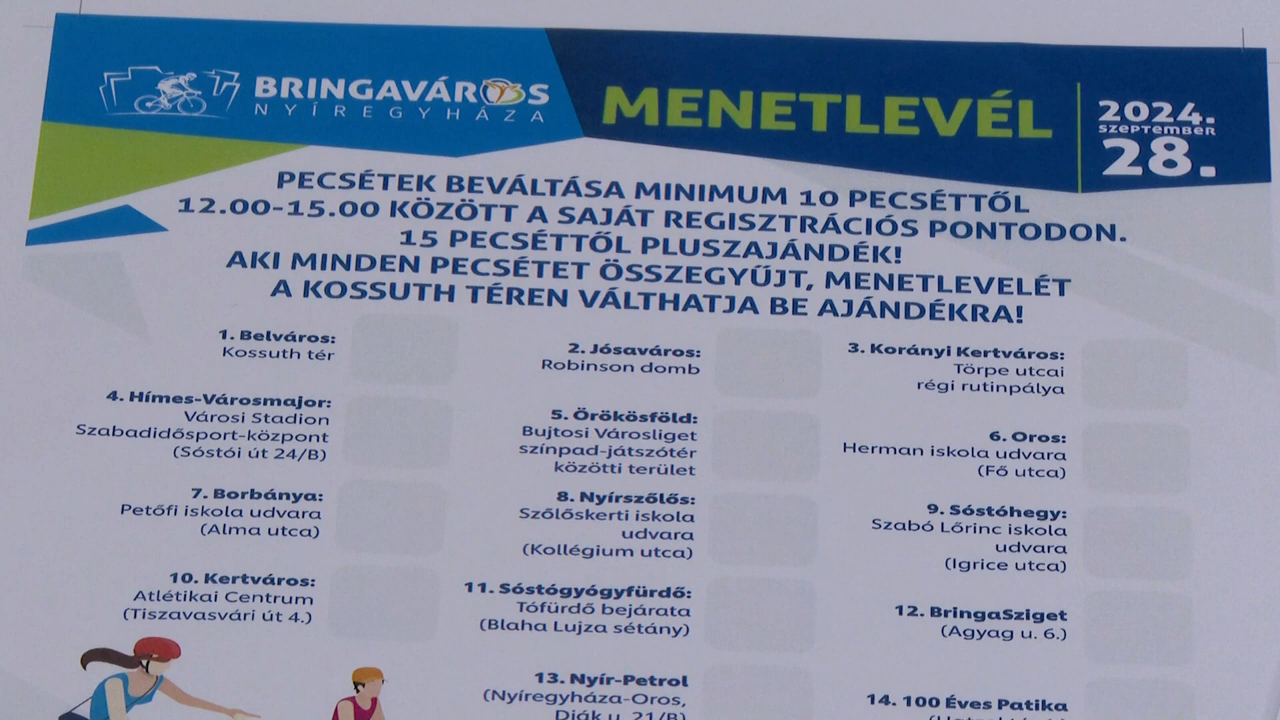 BRINGAVÁROS
NYÍREGYHÁZA
MENETLEVÉL
2024.
SZEPTEMBER
28.
PECSÉTEK BEVÁLTÁSA MINIMUM 10 PECSÉTTŐL
12.00-15.00 KÖZÖTT A SAJÁT REGISZTRÁCIÓS PONTODON.
15 PECSÉTTŐL PLUSZAJÁNDÉK!
AKI MINDEN PECSÉTET ÖSSZEGYŰJT, MENETLEVELÉT
A KOSSUTH TÉREN VÁLTHATJA BE AJÁNDÉKRA!
1. Belváros:
Kossuth tér
2. Jósaváros:
Robinson domb
3. Korányi Kertváros:
Törpe utcai
régi rutinpálya
4. Hímes-Városmajor:
Városi Stadion
Szabadidősport-központ
(Sóstói út 24/B)
5. Örökösföld:
Bujtosi Városliget
színpad-játszótér
közötti terület
6. Oros:
Herman iskola udvara
(Fő utca)
7. Borbánya:
Petőfi iskola udvara
(Alma utca)
8. Nyírszőlős:
Szőlőskerti iskola
udvara
(Kollégium utca)
9. Sóstóhegy:
Szabó Lőrinc iskola
udvara
(Igrice utca)
10. Kertváros:
Atlétikai Centrum
(Tiszavasvári út 4.)
11. Sóstógyógyfürdő:
Tófürdő bejárata
(Blaha Lujza sétány)
12. BringaSziget
(Agyag u. 6.)
13. Nyír-Petrol
(Nyíregyháza-Oros,
Diák u. 21/B)
14. 100 Éves Patika